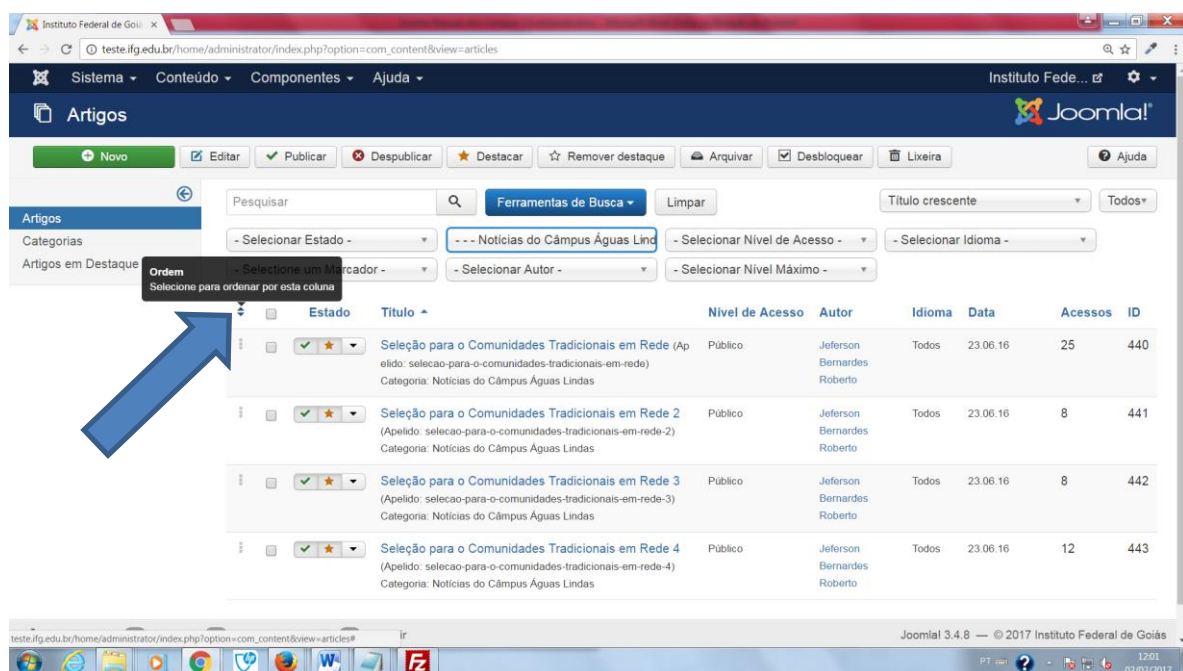 Instituto Federal de Goiá
teste.ifg.edu.br/home/administrator/index.php?option=com_content&view=articles
Sistema Conteúdo Componentes Ajuda Instituto Fede...
Artigos Joomla!
Novo Editar Publicar Despublicar Destacar Remover destaque Arquivar Desbloquear Lixeira Ajuda
Pesquisar Ferramentas de Busca Limpar Título crescente Todos
Artigos
Categorias
Artigos em Destaque
- Selecionar Estado - - - - Notícias do Câmpus Águas Lind - Selecionar Nível de Acesso - - Selecionar Idioma -
- Selectione um Marcador - - Selecionar Autor - - Selecionar Nível Máximo -
Ordem
Selecione para ordenar por esta coluna
Estado Título Nível de Acesso Autor Idioma Data Acessos ID
Seleção para o Comunidades Tradicionais em Rede (Ap Público Jeferson Todos 23.06.16 25 440
elido: selecao-para-o-comunidades-tradicionais-em-rede) Bernardes
Categoria: Notícias do Câmpus Águas Lindas Roberto
Seleção para o Comunidades Tradicionais em Rede 2 Público Jeferson Todos 23.06.16 8 441
(Apelido: selecao-para-o-comunidades-tradicionais-em-rede-2) Bernardes
Categoria: Notícias do Câmpus Águas Lindas Roberto
Seleção para o Comunidades Tradicionais em Rede 3 Público Jeferson Todos 23.06.16 8 442
(Apelido: selecao-para-o-comunidades-tradicionais-em-rede-3) Bernardes
Categoria: Notícias do Câmpus Águas Lindas Roberto
Seleção para o Comunidades Tradicionais em Rede 4 Público Jeferson Todos 23.06.16 12 443
(Apelido: selecao-para-o-comunidades-tradicionais-em-rede-4) Bernardes
Categoria: Notícias do Câmpus Águas Lindas Roberto
teste.ifg.edu.br/home/administrator/index.php?option=com_content&view=articles# ir Joomla! 3.4.8 — © 2017 Instituto Federal de Goiás
PT 12:01
02/02/2017